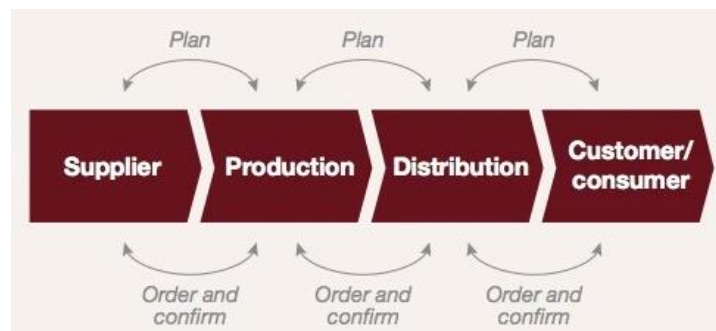 Plan
Plan
Plan
Supplier
Production
Distribution
Customer/
consumer
Order and
confirm
Order and
confirm
Order and
confirm